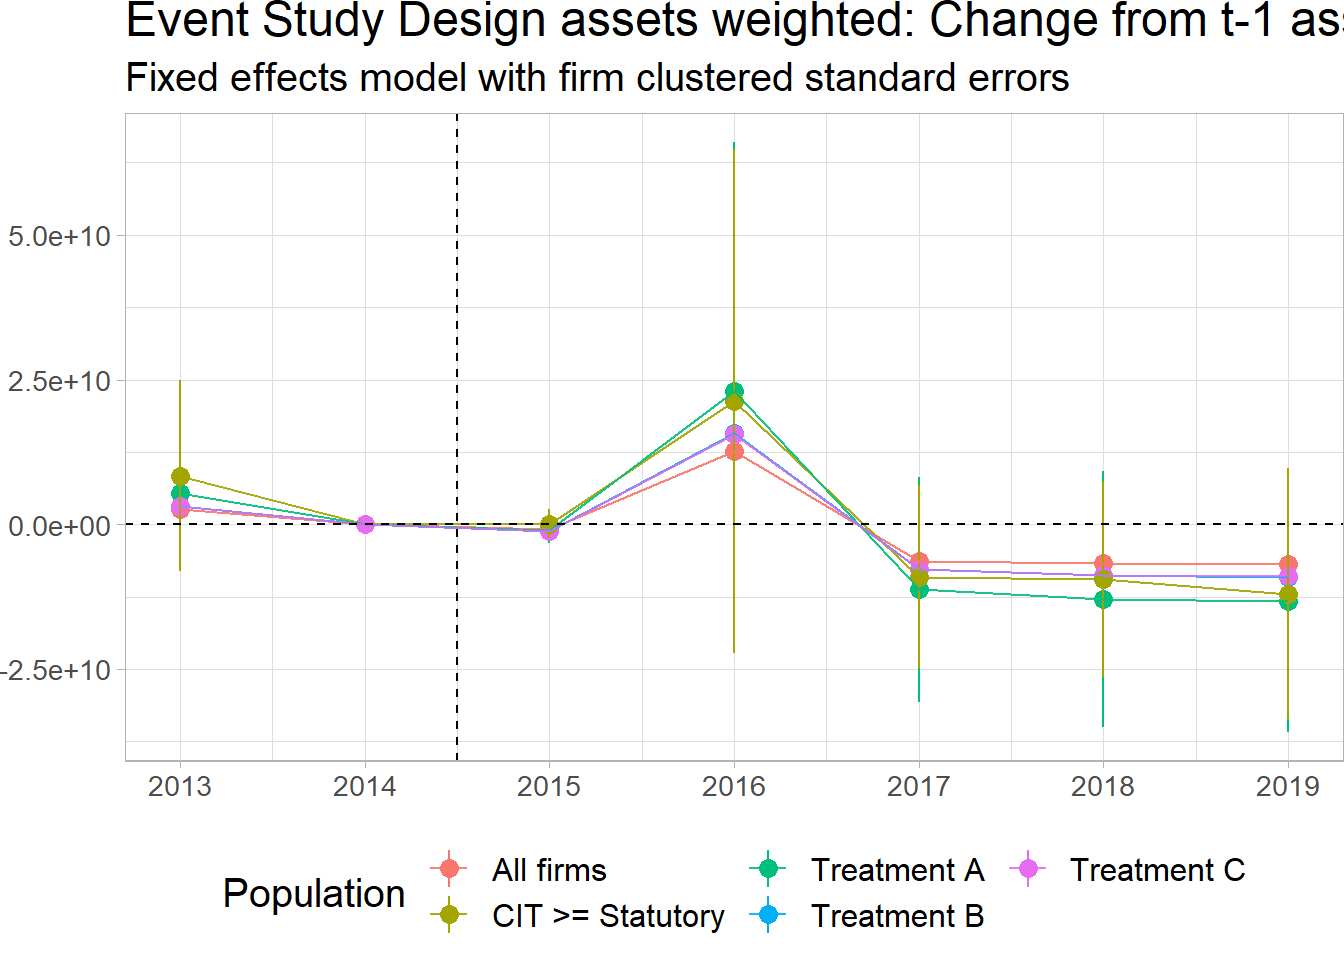 Event Study Design assets weighted: Change from t-1 ass
Fixed effects model with firm clustered standard errors
5.0e+10
2.5e+10
0.0e+00
-2.5e+10
2013 2014 2015 2016 2017 2018 2019
Population
All firms Treatment A Treatment C
CIT >= Statutory Treatment B